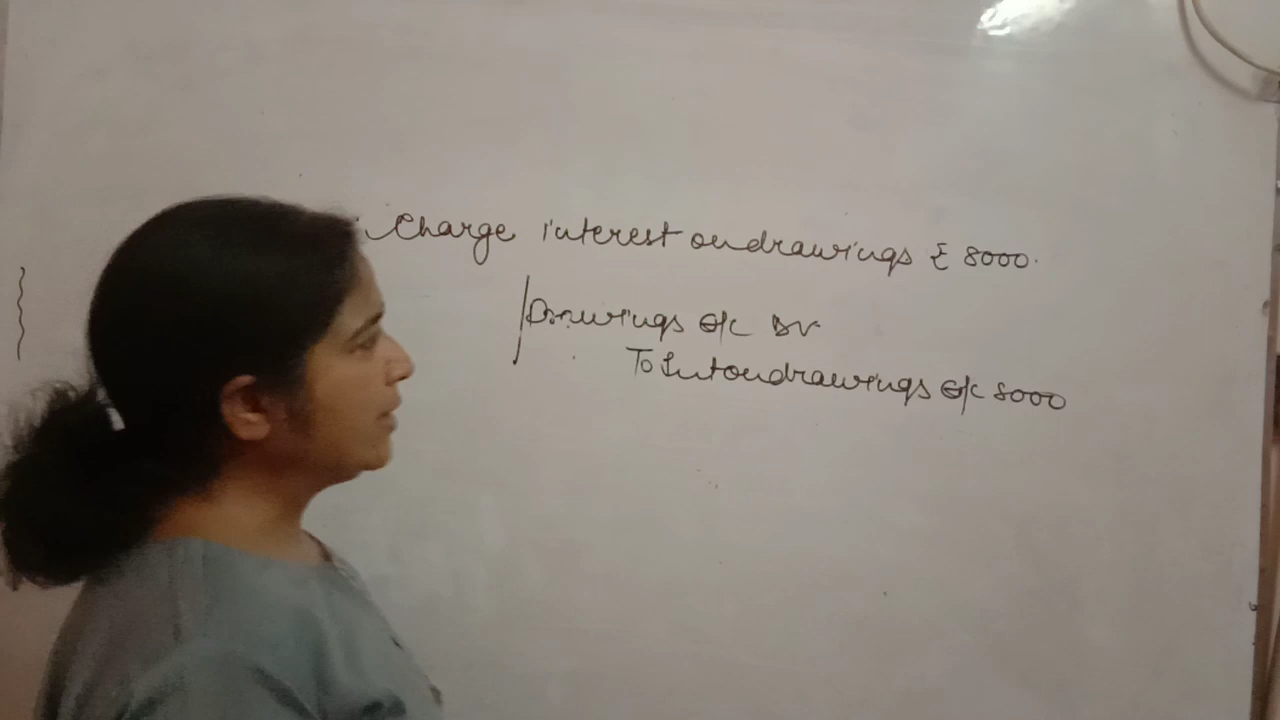 Charge interest on drawings ₹ 8000.
Drawings a/c Dr
To Int on drawings a/c 8000